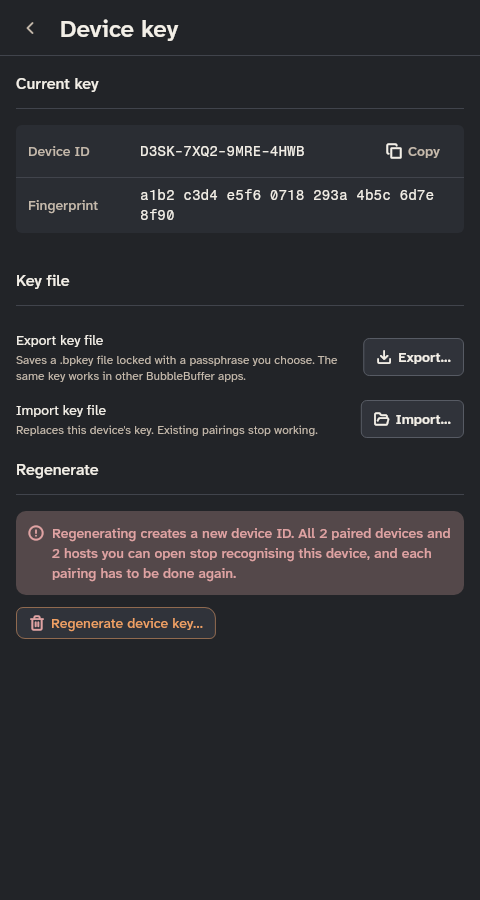 Device key
Current key
Device ID D3SK-7XQ2-9MRE-4HWB Copy
Fingerprint a1b2 c3d4 e5f6 0718 293a 4b5c 6d7e
8f90
Key file
Export key file
Saves a .bpkey file locked with a passphrase you choose. The
same key works in other BubbleBuffer apps.
Export...
Import key file
Replaces this device's key. Existing pairings stop working.
Import...
Regenerate
Regenerating creates a new device ID. All 2 paired devices and
2 hosts you can open stop recognising this device, and each
pairing has to be done again.
Regenerate device key...